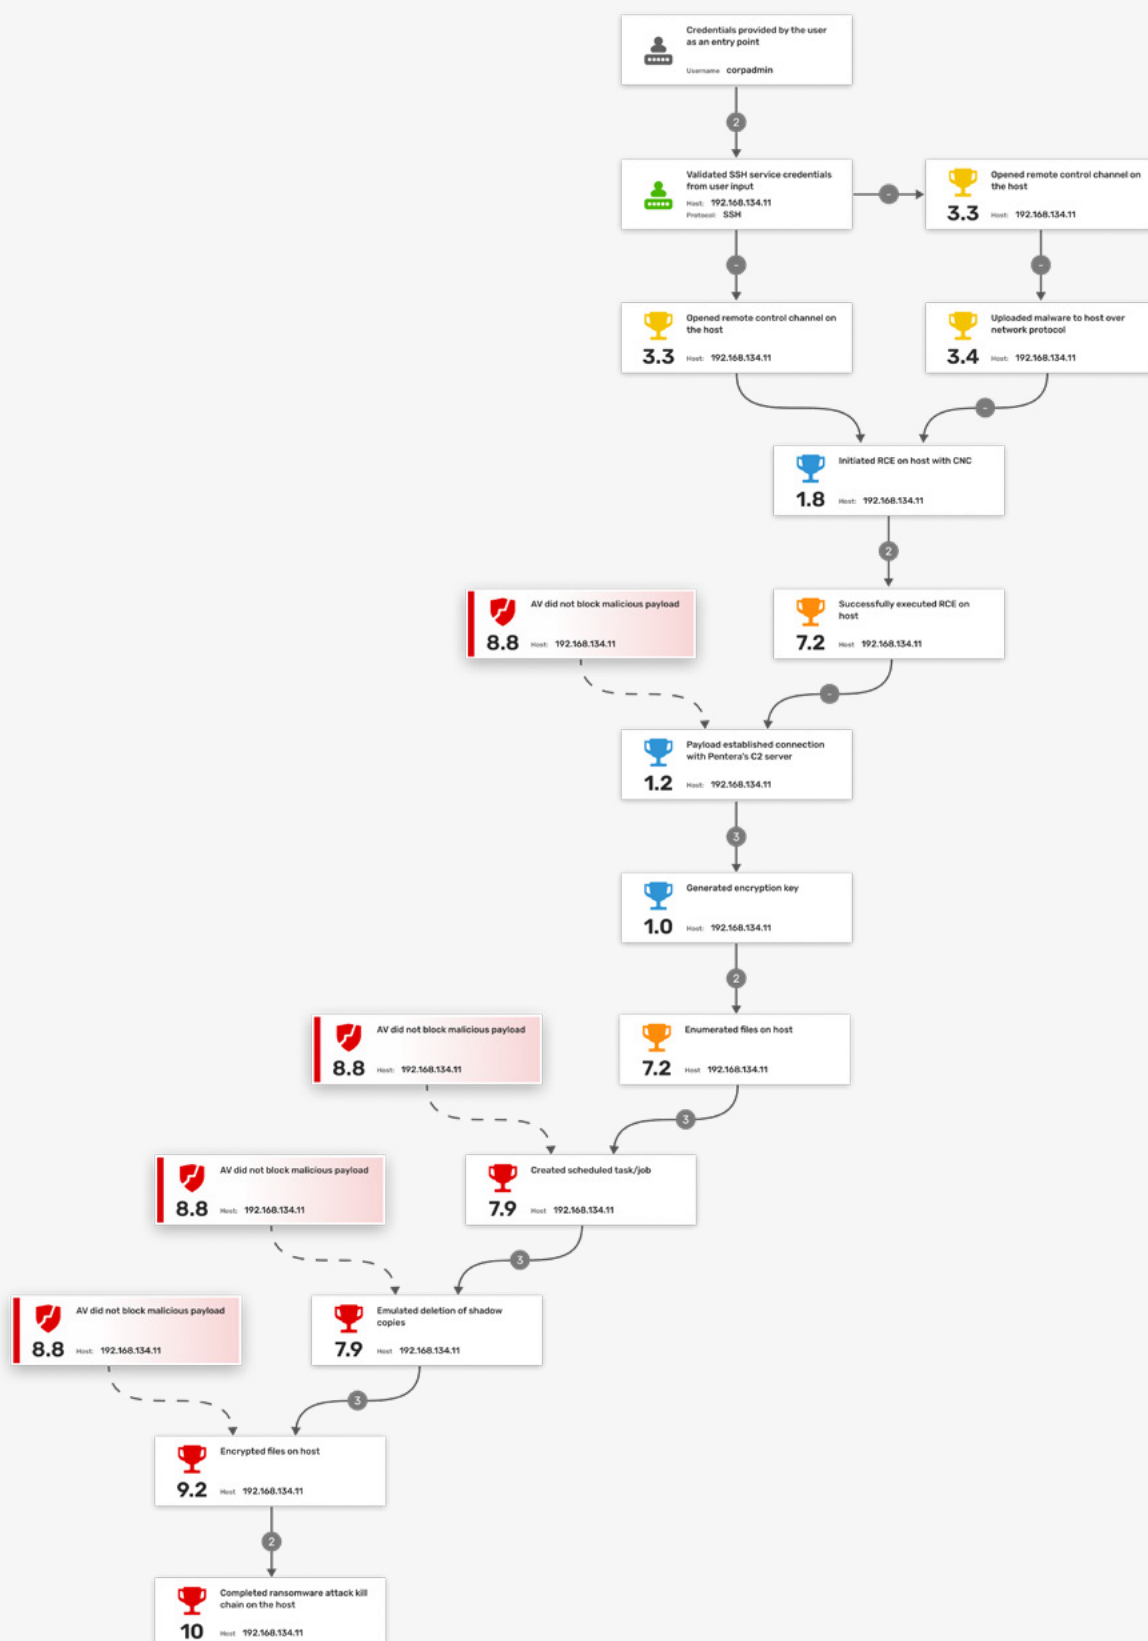 Credentials provided by the user
as an entry point
Username corpadmin
2
Validated SSH service credentials
from user input
Host: 192.168.134.11
Protocol: SSH
-
Opened remote control channel on
the host
3.3 Host: 192.168.134.11
-
-
Opened remote control channel on
the host
3.3 Host: 192.168.134.11
Uploaded malware to host over
network protocol
3.4 Host: 192.168.134.11
-
Initiated RCE on host with CNC
1.8 Host: 192.168.134.11
2
AV did not block malicious payload
8.8 Host: 192.168.134.11
Successfully executed RCE on
host
7.2 Host 192.168.134.11
-
Payload established connection
with Pentera's C2 server
1.2 Host: 192.168.134.11
3
Generated encryption key
1.0 Host: 192.168.134.11
2
AV did not block malicious payload
8.8 Host: 192.168.134.11
Enumerated files on host
7.2 Host 192.168.134.11
3
AV did not block malicious payload
8.8 Host: 192.168.134.11
Created scheduled task/job
7.9 Host 192.168.134.11
3
AV did not block malicious payload
8.8 Host: 192.168.134.11
Emulated deletion of shadow
copies
7.9 Host 192.168.134.11
3
Encrypted files on host
9.2 Host 192.168.134.11
2
Completed ransomware attack kill
chain on the host
10 Host 192.168.134.11